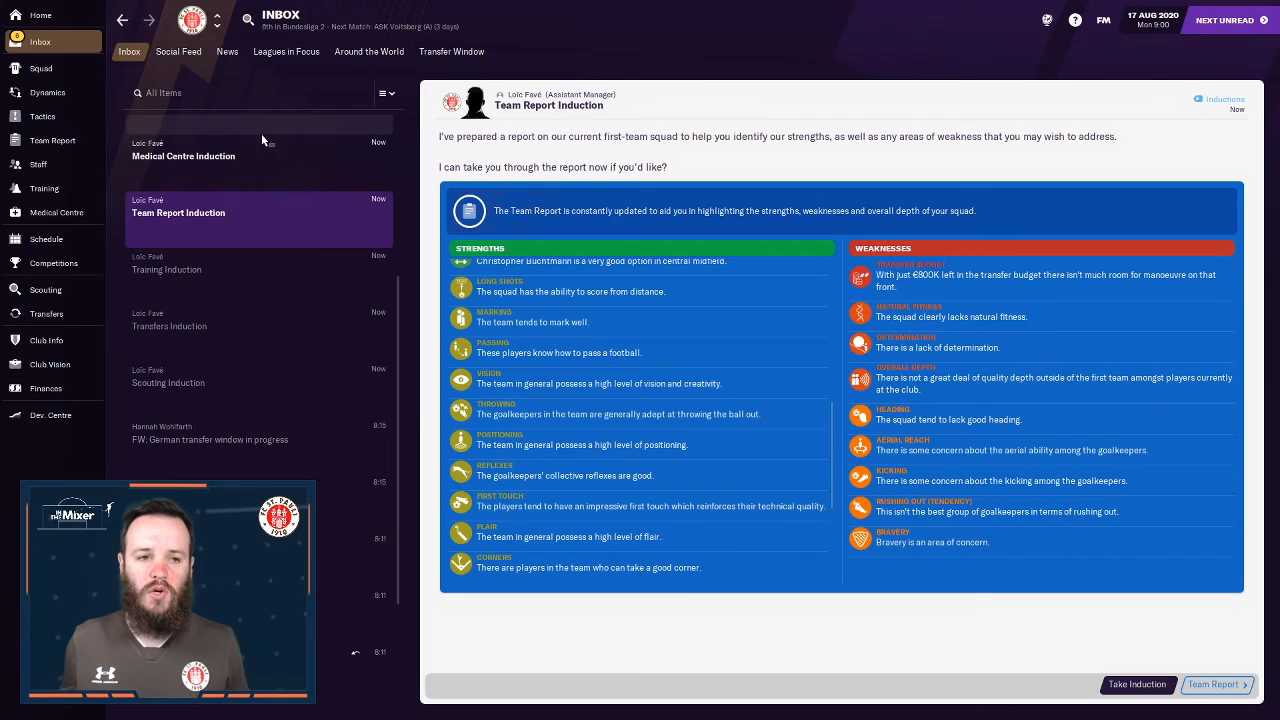 Home
6
Inbox
Squad
Dynamics
Tactics
Team Report
Staff
Training
Medical Centre
Schedule
Competitions
Scouting
Transfers
Club Info
Club Vision
Finances
Dev. Centre
INBOX
6th in Bundesliga 2 - Next Match: ASK Voitsberg (A) (3 days)
FM
17 AUG 2020
Mon 9:00
NEXT UNREAD
Inbox
Social Feed
News
Leagues in Focus
Around the World
Transfer Window
All Items
Loïc Favé
Now
Medical Centre Induction
Loïc Favé
Now
Team Report Induction
Loïc Favé
Now
Training Induction
Loïc Favé
Now
Transfers Induction
Loïc Favé
Now
Scouting Induction
Hannah Wohlfarth
8:15
FW: German transfer window in progress
8:15
8:11
8:11
8:11
Loïc Favé (Assistant Manager)
Team Report Induction
Inductions
Now
I've prepared a report on our current first-team squad to help you identify our strengths, as well as any areas of weakness that you may wish to address.
I can take you through the report now if you'd like?
The Team Report is constantly updated to aid you in highlighting the strengths, weaknesses and overall depth of your squad.
STRENGTHS
Christopher Buchtmann is a very good option in central midfield.
LONG SHOTS
The squad has the ability to score from distance.
MARKING
The team tends to mark well.
PASSING
These players know how to pass a football.
VISION
The team in general possess a high level of vision and creativity.
THROWING
The goalkeepers in the team are generally adept at throwing the ball out.
POSITIONING
The team in general possess a high level of positioning.
REFLEXES
The goalkeepers' collective reflexes are good.
FIRST TOUCH
The players tend to have an impressive first touch which reinforces their technical quality.
FLAIR
The team in general possess a high level of flair.
CORNERS
There are players in the team who can take a good corner.
WEAKNESSES
TRANSFER BUDGET
With just €800K left in the transfer budget there isn't much room for manoeuvre on that
front.
NATURAL FITNESS
The squad clearly lacks natural fitness.
DETERMINATION
There is a lack of determination.
OVERALL DEPTH
There is not a great deal of quality depth outside of the first team amongst players currently
at the club.
HEADING
The squad tend to lack good heading.
AERIAL REACH
There is some concern about the aerial ability among the goalkeepers.
KICKING
There is some concern about the kicking among the goalkeepers.
RUSHING OUT (TENDENCY)
This isn't the best group of goalkeepers in terms of rushing out.
BRAVERY
Bravery is an area of concern.
Take Induction
Team Report
Mixer
FC ST. PAULI
1910
UNDER ARMOUR